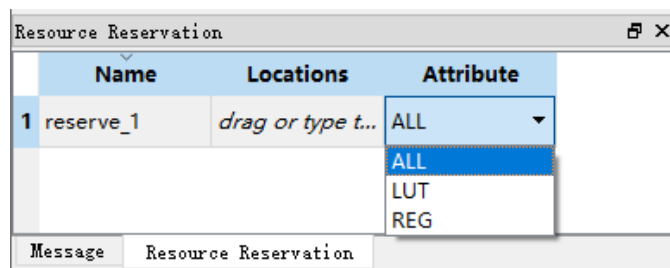 Resource Reservation
Name Locations Attribute
1 reserve_1 drag or type t... ALL
ALL
LUT
REG
Message Resource Reservation